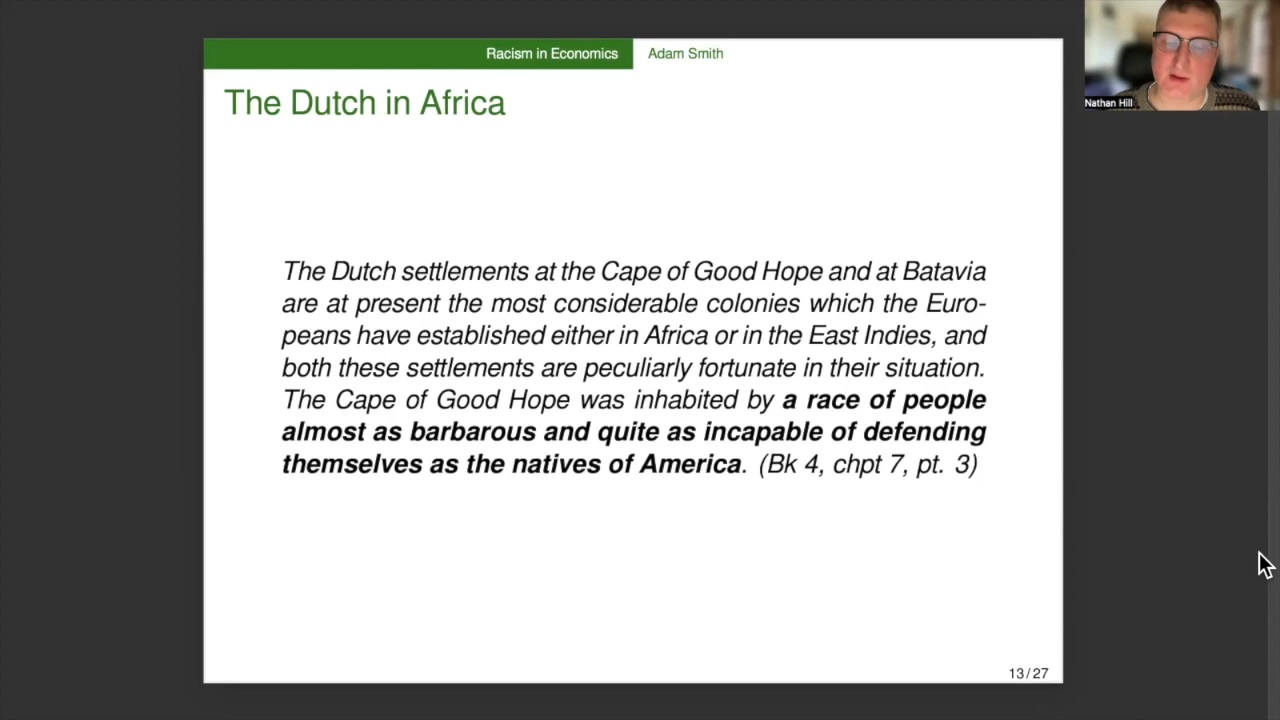 Racism in Economics
Adam Smith
Nathan Hill
The Dutch in Africa
The Dutch settlements at the Cape of Good Hope and at Batavia
are at present the most considerable colonies which the Euro-
peans have established either in Africa or in the East Indies, and
both these settlements are peculiarly fortunate in their situation.
The Cape of Good Hope was inhabited by a race of people
almost as barbarous and quite as incapable of defending
themselves as the natives of America. (Bk 4, chpt 7, pt. 3)
13/27